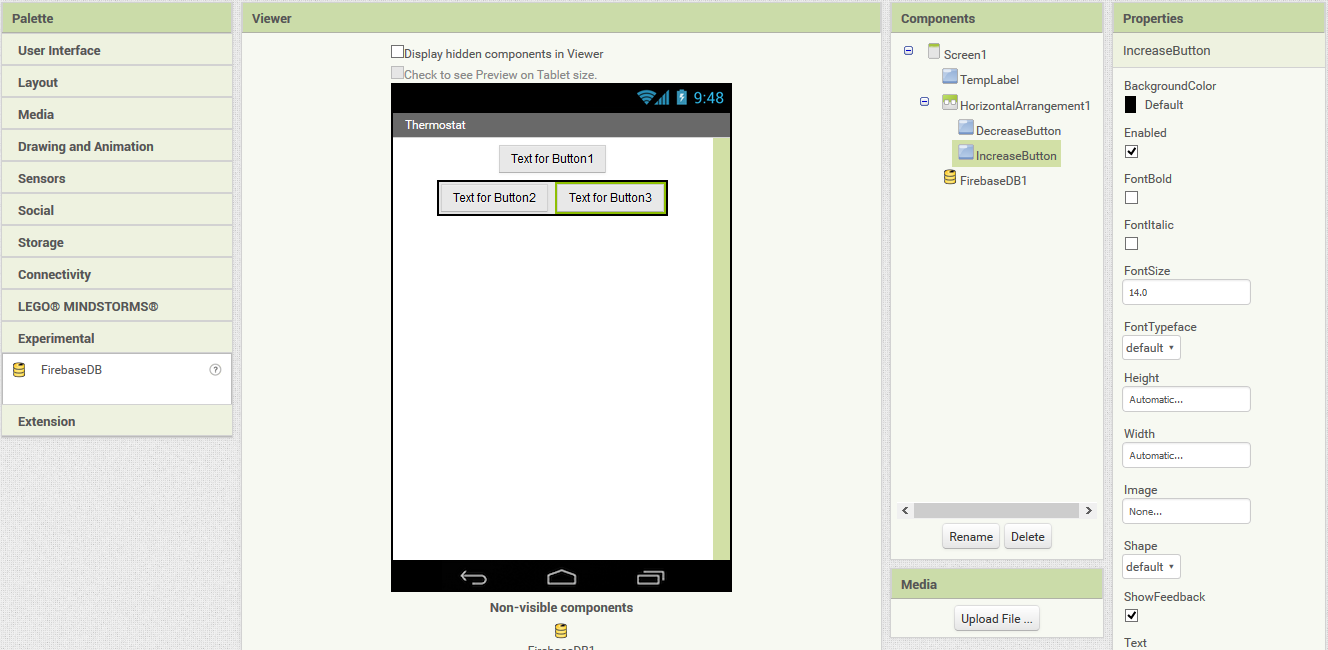 Palette
User Interface
Layout
Media
Drawing and Animation
Sensors
Social
Storage
Connectivity
LEGO® MINDSTORMS®
Experimental
FirebaseDB
?
Extension
Viewer
Display hidden components in Viewer
Check to see Preview on Tablet size.
9:48
Thermostat
Text for Button1
Text for Button2 Text for Button3
Non-visible components
FirebaseDB1
Components
Screen1
TempLabel
HorizontalArrangement1
DecreaseButton
IncreaseButton
FirebaseDB1
Rename Delete
Media
Upload File ...
Properties
IncreaseButton
BackgroundColor
Default
Enabled
FontBold
FontItalic
FontSize
14.0
FontTypeface
default
Height
Automatic...
Width
Automatic...
Image
None...
Shape
default
ShowFeedback
Text